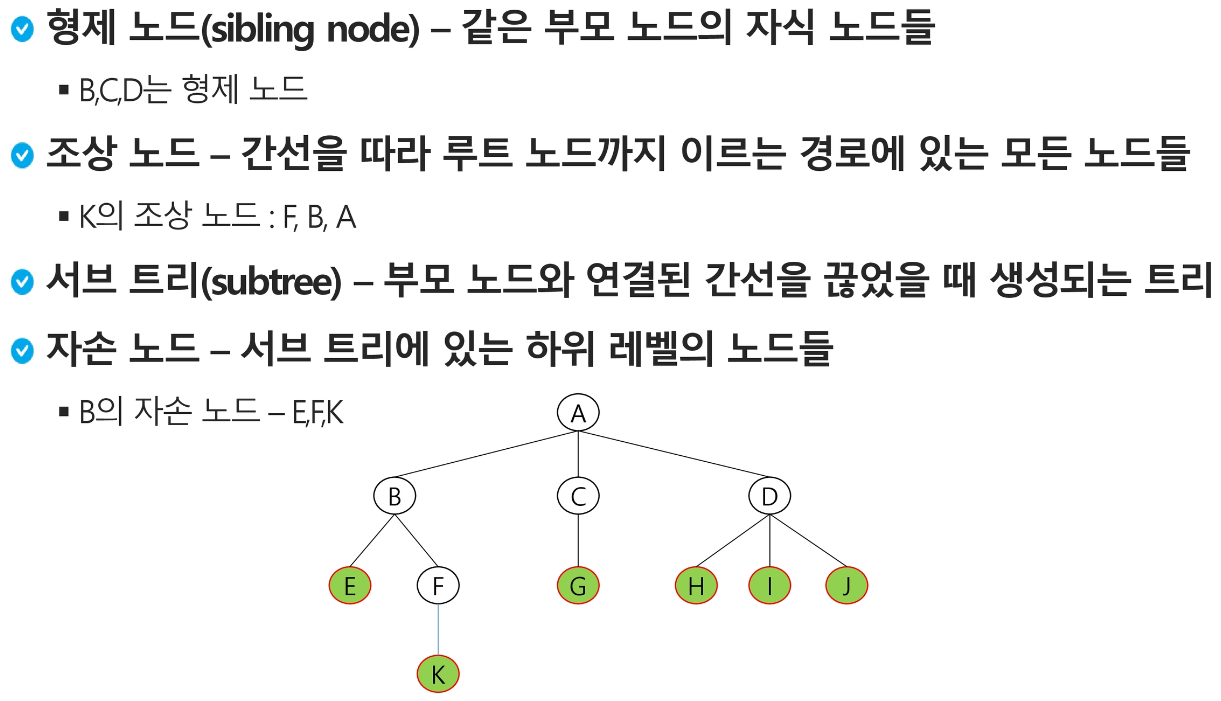 형제 노드(sibling node) – 같은 부모 노드의 자식 노드들
▪ B,C,D는 형제 노드
조상 노드 – 간선을 따라 루트 노드까지 이르는 경로에 있는 모든 노드들
▪ K의 조상 노드 : F, B, A
서브 트리(subtree) – 부모 노드와 연결된 간선을 끊었을 때 생성되는 트리
자손 노드 – 서브 트리에 있는 하위 레벨의 노드들
▪ B의 자손 노드 – E,F,K
A
B C D
E F G H I J
K